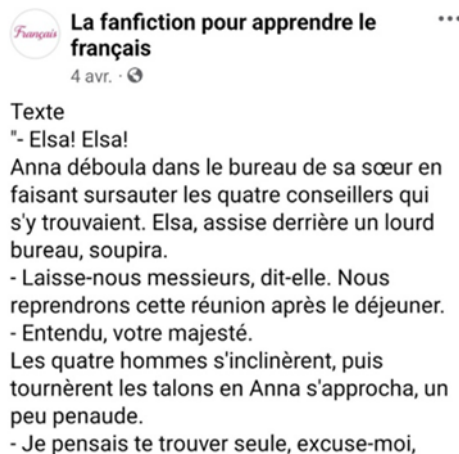 Français
La fanfiction pour apprendre le
français
4 avr. ·
Texte
"- Elsa! Elsa!
Anna déboula dans le bureau de sa sœur en
faisant sursauter les quatre conseillers qui
s'y trouvaient. Elsa, assise derrière un lourd
bureau, soupira.
- Laisse-nous messieurs, dit-elle. Nous
reprendrons cette réunion après le déjeuner.
- Entendu, votre majesté.
Les quatre hommes s'inclinèrent, puis
tournèrent les talons en Anna s'approcha, un
peu penaude.
- Je pensais te trouver seule, excuse-moi,